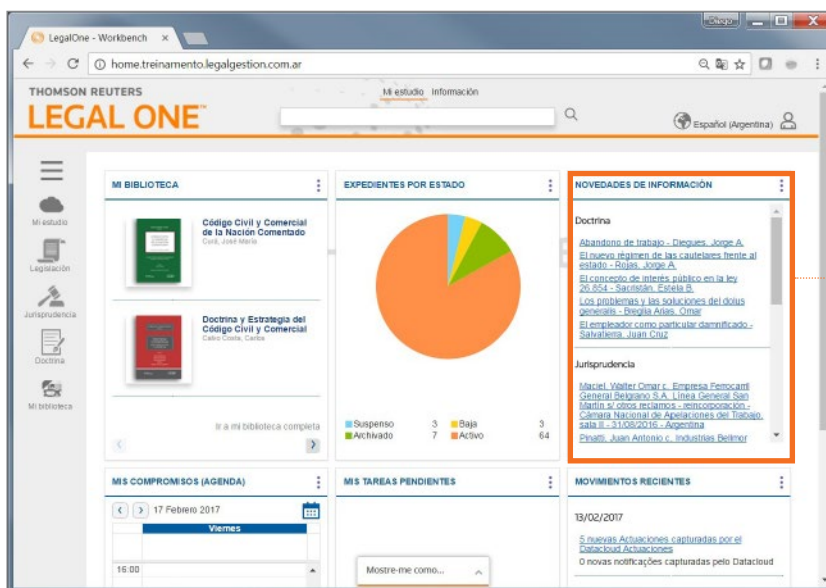 Diego
LegalOne - Workbench
home.treinamento.legalgestion.com.ar
THOMSON REUTERS
LEGAL ONE™
Mi estudio Información
Español (Argentina)
Mi estudio
Legislación
Jurisprudencia
Doctrina
Mi biblioteca
MI BIBLIOTECA
Código Civil y Comercial
de la Nación Comentado
Curá, José María
Doctrina y Estrategia del
Código Civil y Comercial
Calvo Costa, Carlos
Ir a mi biblioteca completa
EXPEDIENTES POR ESTADO
Suspenso 3 Baja 3
Archivado 7 Activo 64
NOVEDADES DE INFORMACIÓN
Doctrina
Abandono de trabajo - Diegues, Jorge A.
El nuevo régimen de las cautelares frente al
estado - Rojas, Jorge A.
El concepto de interés público en la ley
26.854 - Sacristán, Estela B.
Los problemas y las soluciones del dolus
generalis - Breglia Arias, Omar
El empleador como particular damnificado -
Salvatierra, Juan Cruz
Jurisprudencia
Maciel, Walter Omar c. Empresa Ferrocarril
General Belgrano S.A. Línea General San
Martín s/ otros reclamos - reincorporación -
Cámara Nacional de Apelaciones del Trabajo,
sala II - 31/08/2016 - Argentina
Pinatti, Juan Antonio c. Industrias Bellmor
MIS COMPROMISOS (AGENDA)
17 Febrero 2017
Viernes
16:00
MIS TAREAS PENDIENTES
Mostre-me como...
MOVIMIENTOS RECIENTES
13/02/2017
5 nuevas Actuaciones capturadas por el
Datacloud Actuaciones
0 novas notificações capturadas pelo Datacloud